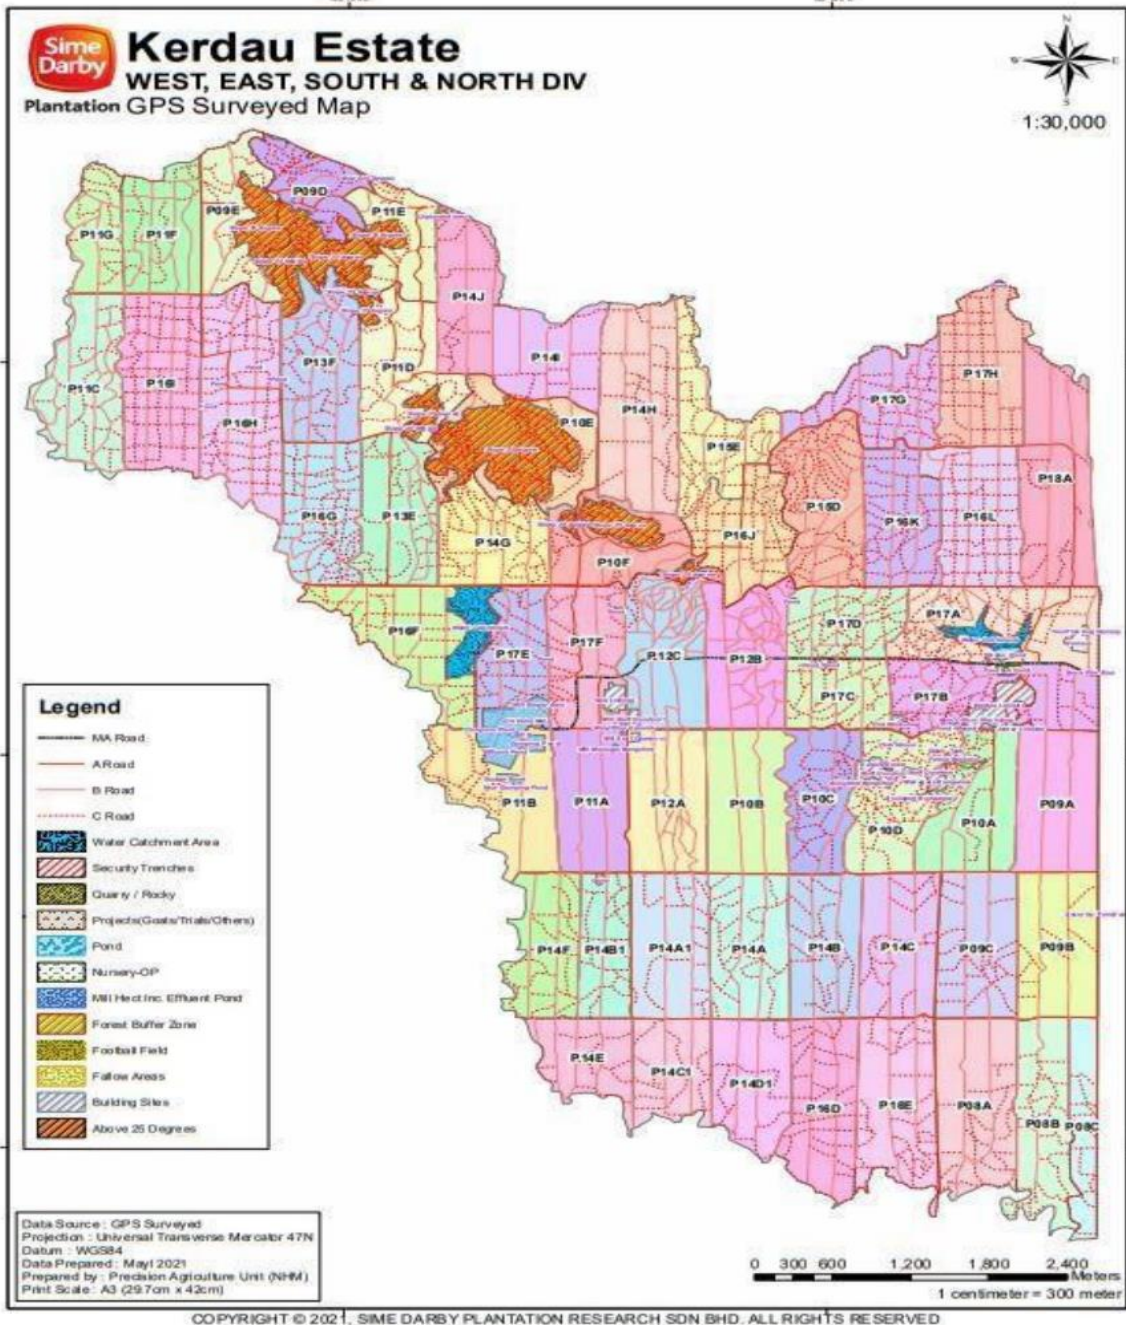 N
Sime
Darby
Plantation
Kerdau Estate
WEST, EAST, SOUTH & NORTH DIV
GPS Surveyed Map
W
E
S
1:30,000
P09D
P09E
P11E
P11G
P11F
P14J
P17H
P14I
P13F
P11D
P11C
P16I
P17G
P14H
P10E
P16H
P15E
P18A
P15D
P16G
P13E
P16K
P16L
P14G
P16J
P10F
P17A
P17D
P16F
P17F
P17E
P.12C
P12B
P17C
P17B
P11B
P11A
P12A
P10B
P10C
P10D
P10A
P09A
P14F
P14B1
P14A1
P14A
P14B
P14C
P09C
P09B
P.14E
P14C1
P14D1
P16D
P16E
P08A
P08B
P08C
Legend
MA Road
A Road
B Road
C Road
Water Catchment Area
Security Trenches
Quarry / Rocky
Projects(Goats/Trials/Others)
Pond
Nursery-OP
Mill Hect Inc. Effluent Pond
Forest Buffer Zone
Football Field
Fallow Areas
Building Sites
Above 25 Degrees
Data Source : GPS Surveyed
Projection : Universal Transverse Mercator 47N
Datum : WGS84
Data Prepared : Mayl 2021
Prepared by : Precision Agriculture Unit (NHM)
Print Scale : A3 (29.7cm x 42cm)
0 300 600 1,200 1,800 2,400
Meters
1 centimeter = 300 meter
COPYRIGHT © 2021, SIME DARBY PLANTATION RESEARCH SDN BHD. ALL RIGHTS RESERVED